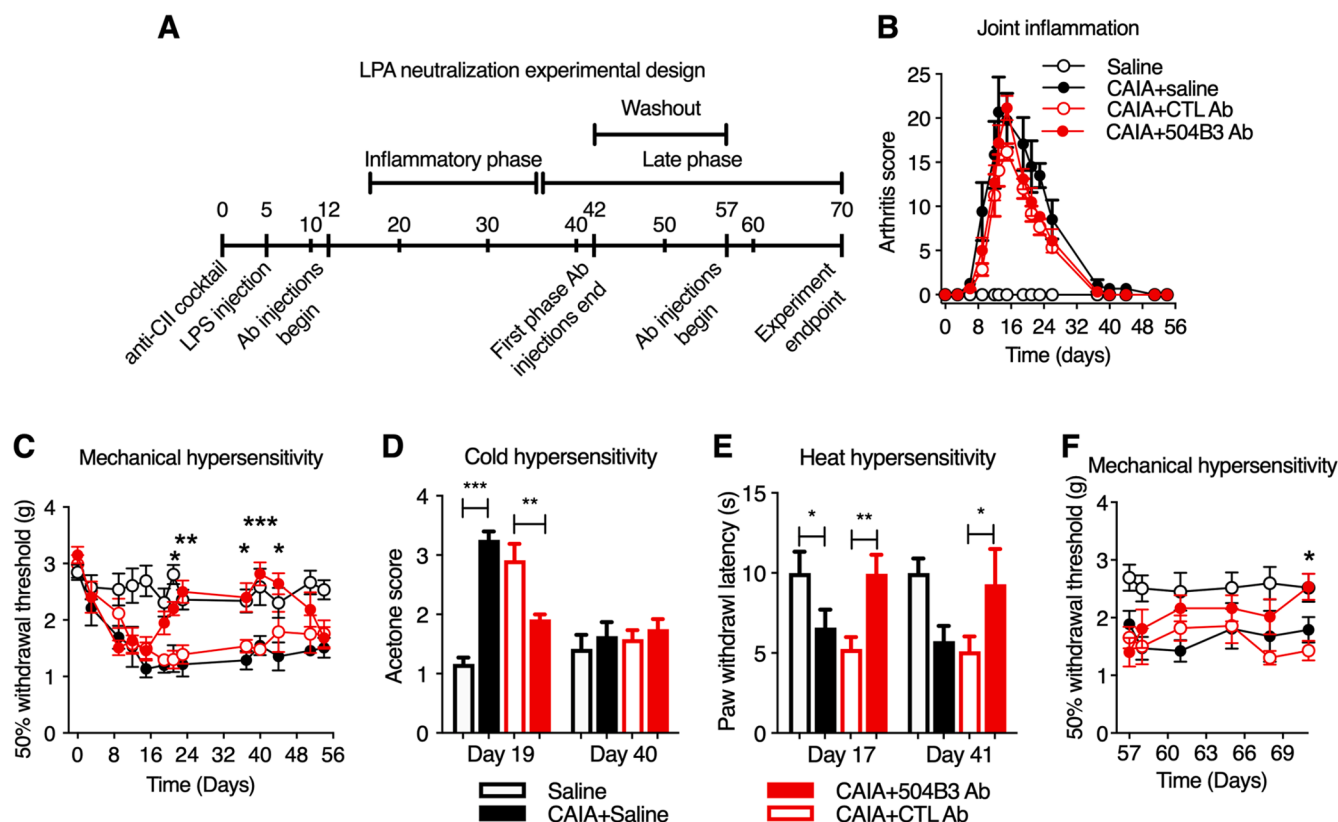 A
LPA neutralization experimental design
Washout
Inflammatory phase
Late phase
0 5 12 42 57 70
10 20 30 40 50 60
anti-CII cocktail
LPS injection
Ab injections
begin
First phase Ab
injections end
Ab injections
begin
Experiment
endpoint
B
Joint inflammation
Saline
CAIA+saline
CAIA+CTL Ab
CAIA+504B3 Ab
Arthritis score
25
20
15
10
5
0
0 8 16 24 32 40 48 56
Time (days)
C
Mechanical hypersensitivity
50% withdrawal threshold (g)
4
3
2
1
0
***
**
* * *
0 8 16 24 32 40 48 56
Time (Days)
D
Cold hypersensitivity
Acetone score
4
3
2
1
0
***
**
Day 19 Day 40
E
Heat hypersensitivity
Paw withdrawal latency (s)
15
10
5
0
* ** *
Day 17 Day 41
F
Mechanical hypersensitivity
50% withdrawal threshold (g)
4
3
2
1
0
*
57 60 63 66 69
Time (Days)
Saline
CAIA+Saline
CAIA+504B3 Ab
CAIA+CTL Ab